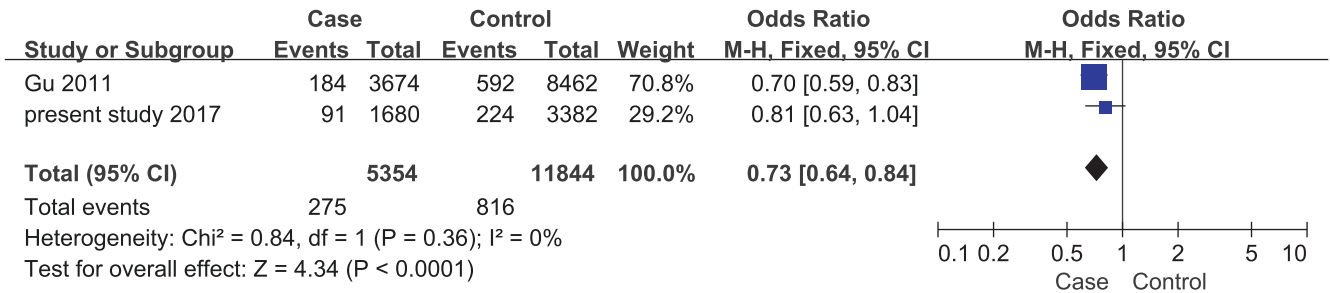 Case Control Odds Ratio Odds Ratio
Study or Subgroup Events Total Events Total Weight M-H, Fixed, 95% CI M-H, Fixed, 95% CI
Gu 2011 184 3674 592 8462 70.8% 0.70 [0.59, 0.83]
present study 2017 91 1680 224 3382 29.2% 0.81 [0.63, 1.04]
Total (95% CI) 5354 11844 100.0% 0.73 [0.64, 0.84]
Total events 275 816
Heterogeneity: Chi² = 0.84, df = 1 (P = 0.36); I² = 0%
Test for overall effect: Z = 4.34 (P < 0.0001)
0.1 0.2 0.5 1 2 5 10
Case Control